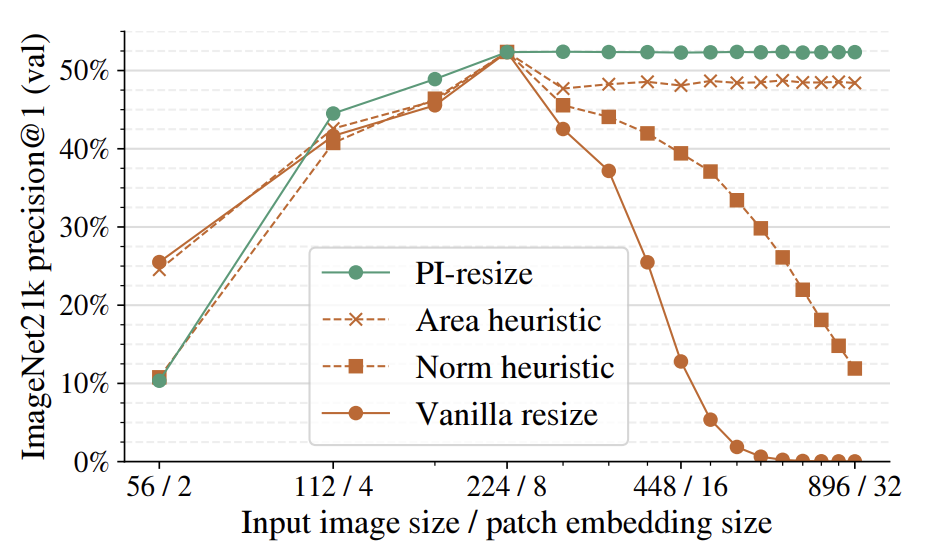 ImageNet21k precision@1 (val)
50%
40%
30%
20%
10%
0%
PI-resize
Area heuristic
Norm heuristic
Vanilla resize
56 / 2 112 / 4 224 / 8 448 / 16 896 / 32
Input image size / patch embedding size